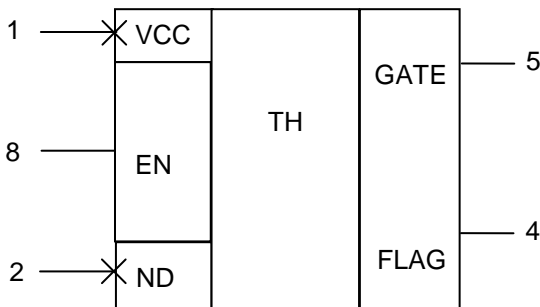 1 VCC
GATE 5
TH
8 EN
2 ND
FLAG 4